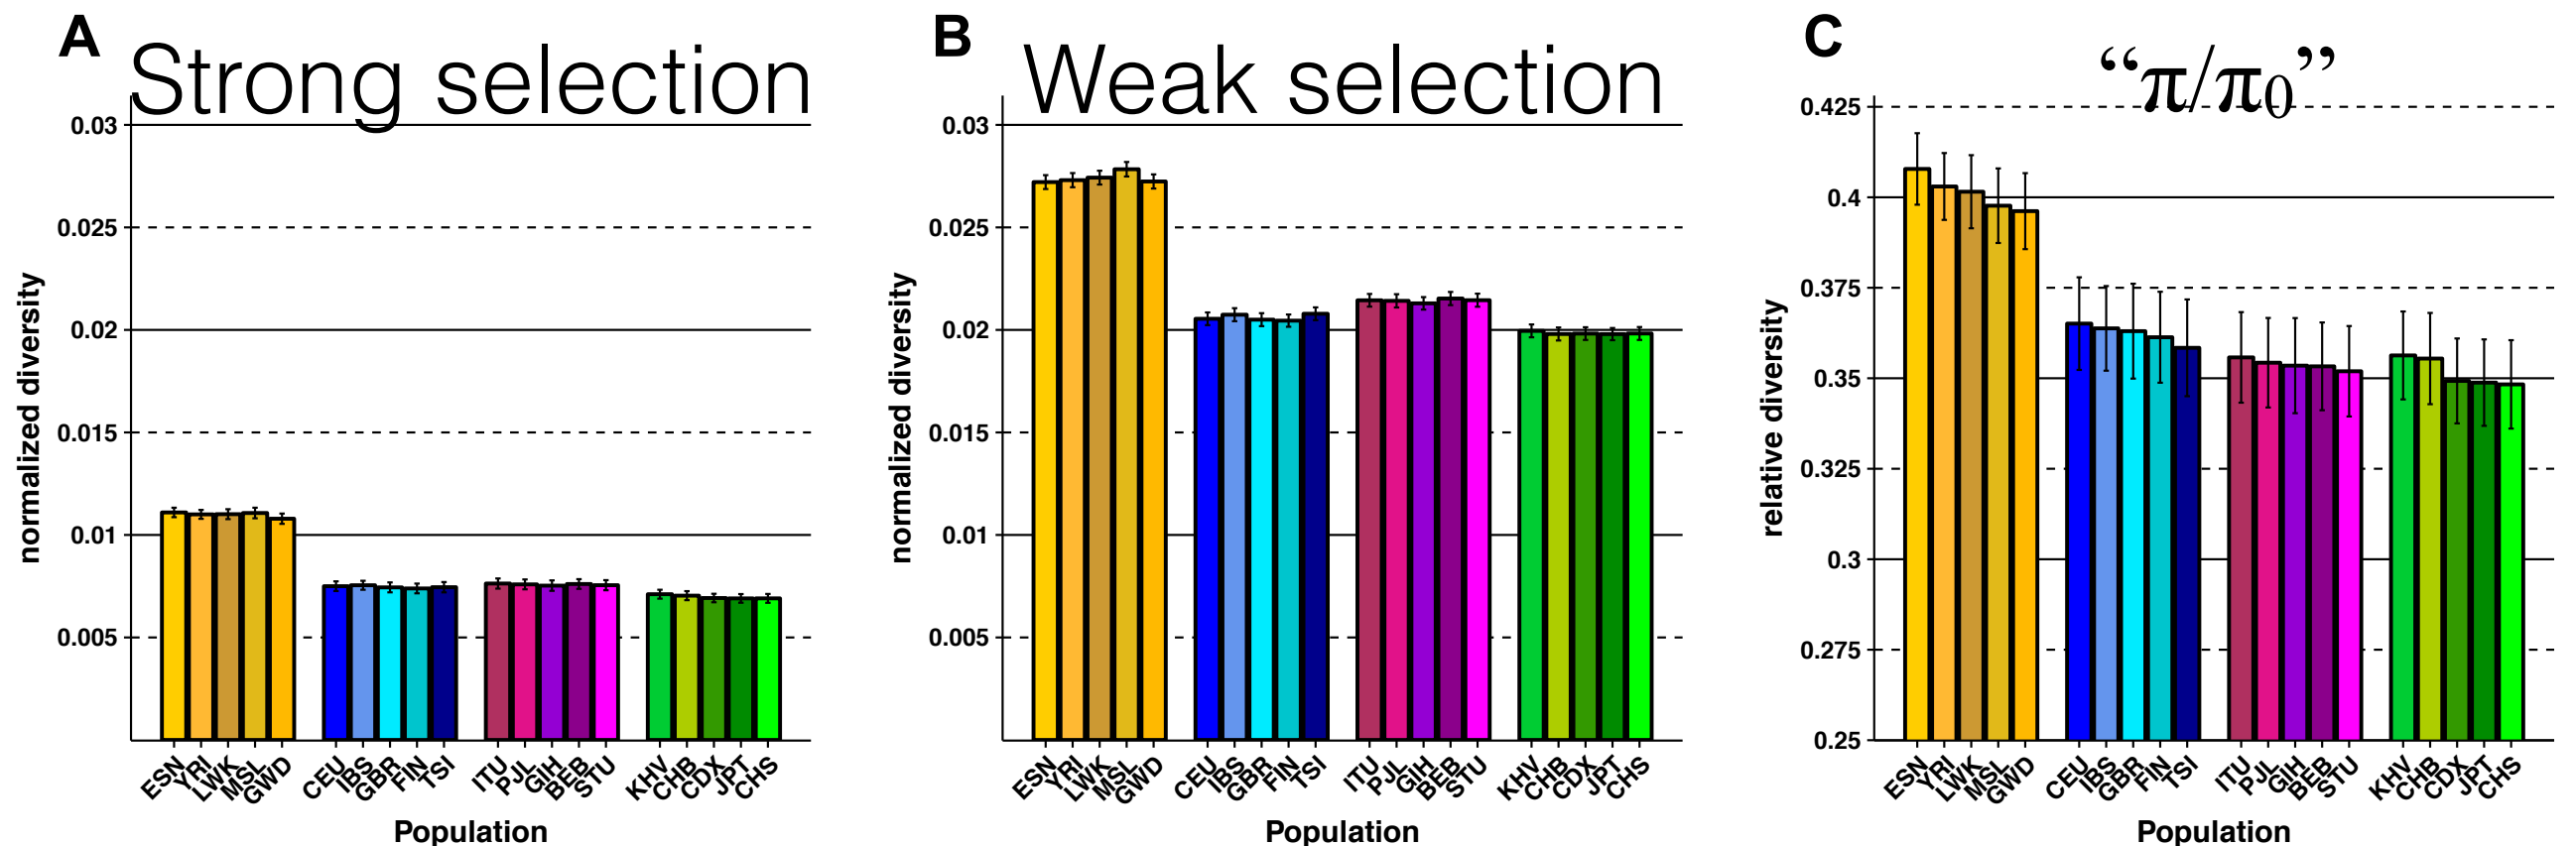 A
Strong selection
0.03
0.025
0.02
0.015
0.01
0.005
normalized diversity
ESN YRI LWK MSL GWD CEU IBS GBR FIN TSI ITU PJL GIH BEB STU KHV CHB CDX JPT CHS
Population
B
Weak selection
0.03
0.025
0.02
0.015
0.01
0.005
normalized diversity
ESN YRI LWK MSL GWD CEU IBS GBR FIN TSI ITU PJL GIH BEB STU KHV CHB CDX JPT CHS
Population
C
“π/π₀”
0.425
0.4
0.375
0.35
0.325
0.3
0.275
0.25
relative diversity
ESN YRI LWK MSL GWD CEU IBS GBR FIN TSI ITU PJL GIH BEB STU KHV CHB CDX JPT CHS
Population